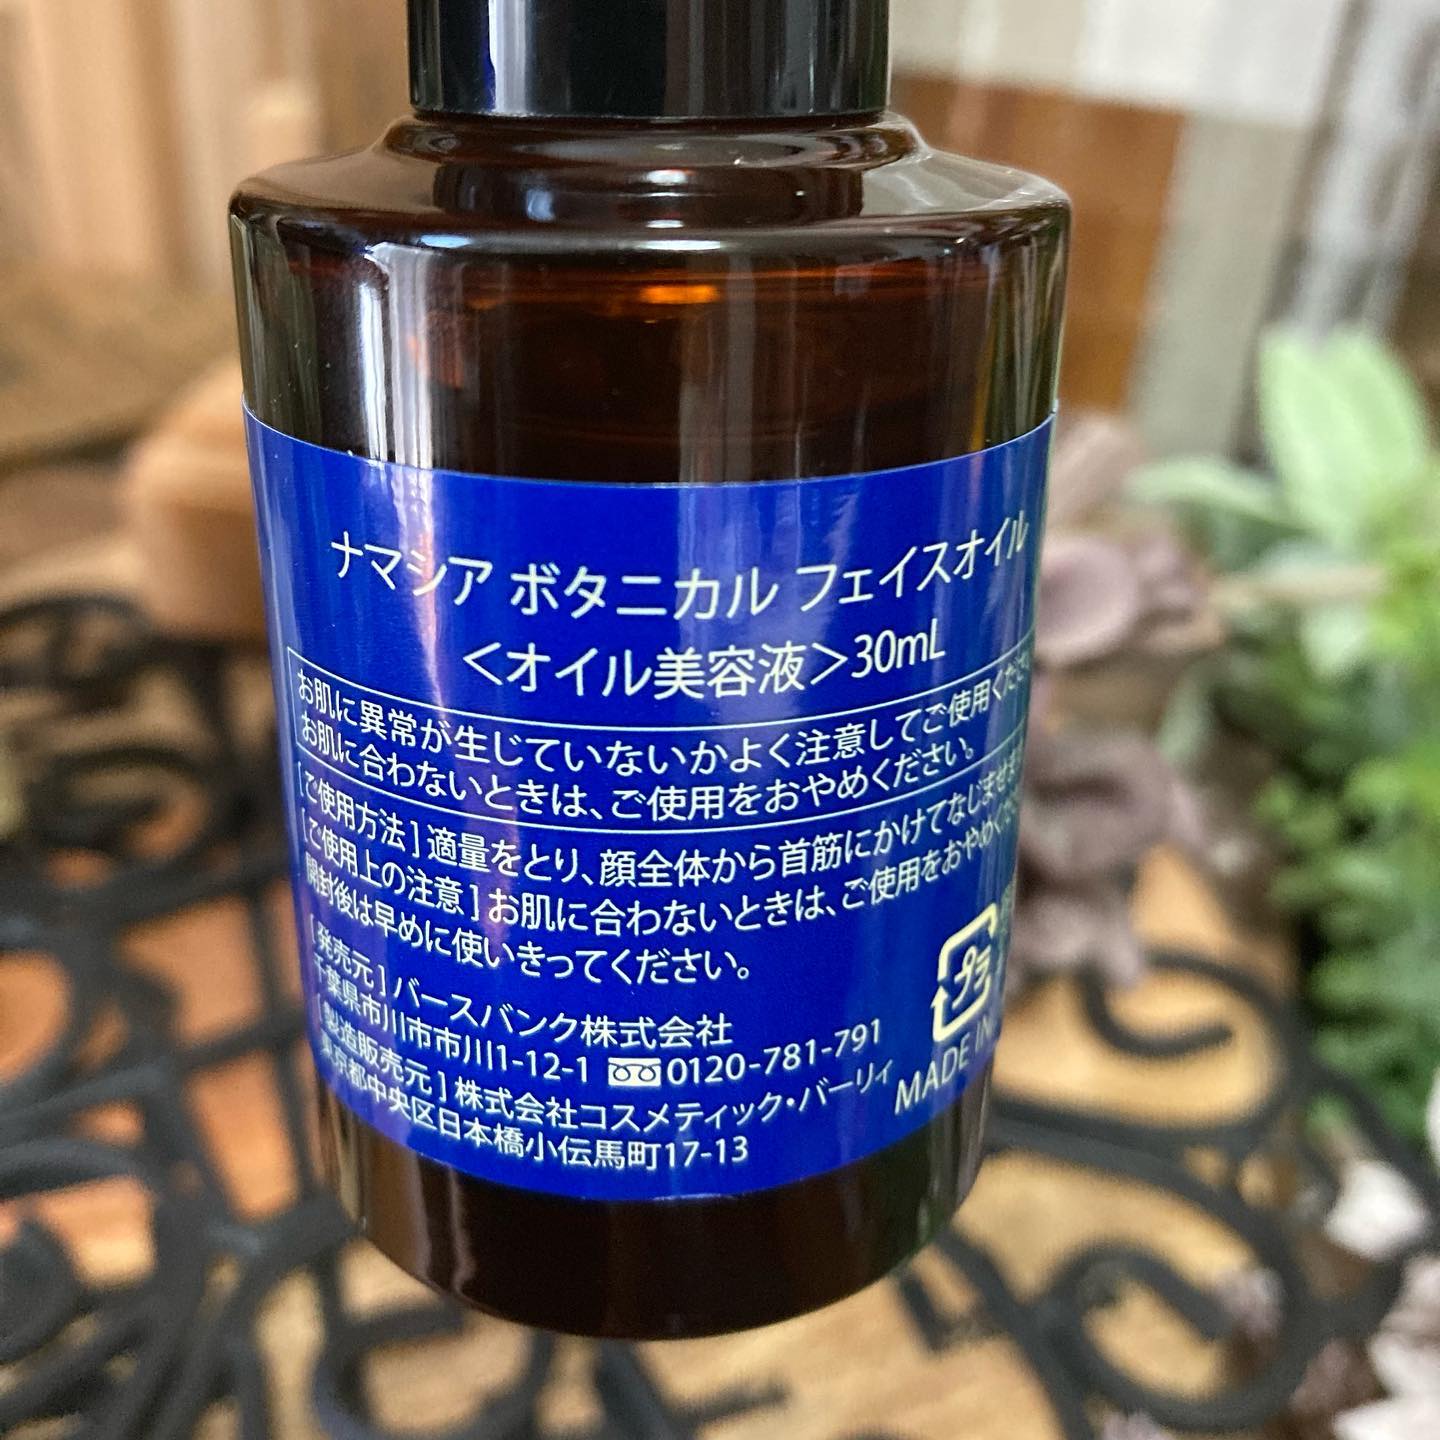 ナマシア ボタニカル フェイスオイル
<オイル美容液>30mL
お肌に異常が生じていないかよく注意してご使用くださ
お肌に合わないときは、ご使用をおやめください。
[ご使用方法]適量をとり、顔全体から首筋にかけてなじませま
[ご使用上の注意]お肌に合わないときは、ご使用をおやめくだ
開封後は早めに使いきってください。
[発売元]バースバンク株式会社
千葉県市川市市川1-12-1 0120-781-791
[製造販売元]株式会社コスメティック・バーリィ
東京都中央区日本橋小伝馬町17-13
プラ
MADE IN